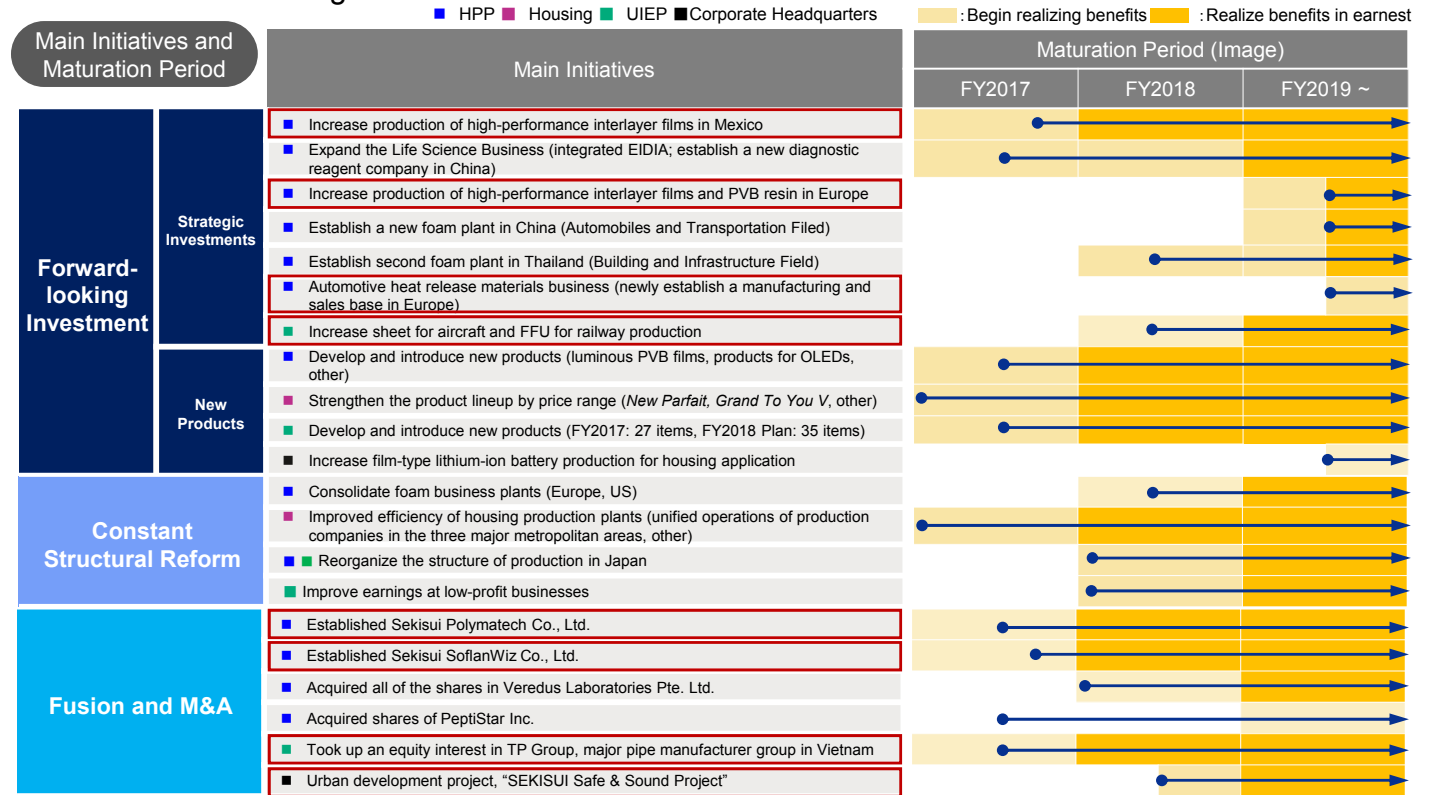 HPP Housing UIEP Corporate Headquarters
: Begin realizing benefits : Realize benefits in earnest
Main Initiatives and
Maturation Period
Main Initiatives
Maturation Period (Image)
FY2017 FY2018 FY2019 ~
Forward-
looking
Investment
Strategic
Investments
Increase production of high-performance interlayer films in Mexico
Expand the Life Science Business (integrated EIDIA; establish a new diagnostic
reagent company in China)
Increase production of high-performance interlayer films and PVB resin in Europe
Establish a new foam plant in China (Automobiles and Transportation Filed)
Establish second foam plant in Thailand (Building and Infrastructure Field)
Automotive heat release materials business (newly establish a manufacturing and
sales base in Europe)
Increase sheet for aircraft and FFU for railway production
New
Products
Develop and introduce new products (luminous PVB films, products for OLEDs,
other)
Strengthen the product lineup by price range (New Parfait, Grand To You V, other)
Develop and introduce new products (FY2017: 27 items, FY2018 Plan: 35 items)
Increase film-type lithium-ion battery production for housing application
Constant
Structural Reform
Consolidate foam business plants (Europe, US)
Improved efficiency of housing production plants (unified operations of production
companies in the three major metropolitan areas, other)
Reorganize the structure of production in Japan
Improve earnings at low-profit businesses
Fusion and M&A
Established Sekisui Polymatech Co., Ltd.
Established Sekisui SoflanWiz Co., Ltd.
Acquired all of the shares in Veredus Laboratories Pte. Ltd.
Acquired shares of PeptiStar Inc.
Took up an equity interest in TP Group, major pipe manufacturer group in Vietnam
Urban development project, “SEKISUI Safe & Sound Project”